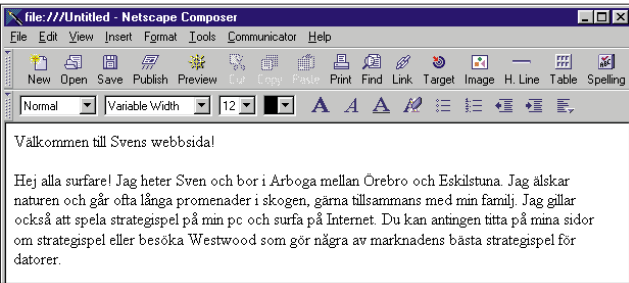 file:///Untitled - Netscape Composer
File Edit View Insert Format Tools Communicator Help
New Open Save Publish Preview Cut Copy Paste Print Find Link Target Image H. Line Table Spelling
Normal Variable Width 12 A A A
Välkommen till Svens webbsida!
Hej alla surfare! Jag heter Sven och bor i Arboga mellan Örebro och Eskilstuna. Jag älskar
naturen och går ofta långa promenader i skogen, gärna tillsammans med min familj. Jag gillar
också att spela strategispel på min pc och surfa på Internet. Du kan antingen titta på mina sidor
om strategispel eller besöka Westwood som gör några av marknadens bästa strategispel för
datorer.